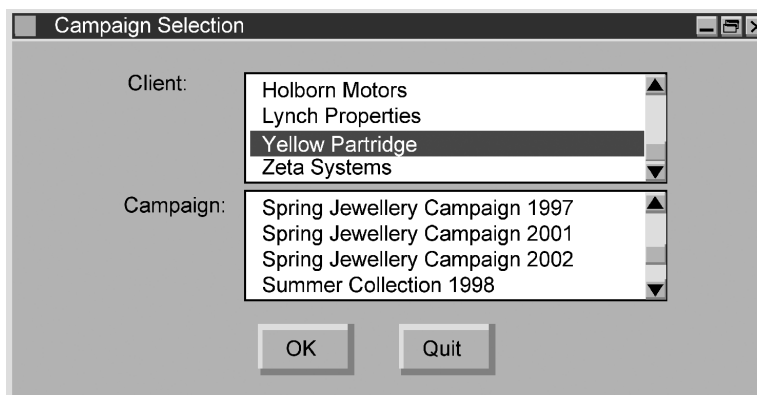 Campaign Selection
Client:
Holborn Motors
Lynch Properties
Yellow Partridge
Zeta Systems
Campaign:
Spring Jewellery Campaign 1997
Spring Jewellery Campaign 2001
Spring Jewellery Campaign 2002
Summer Collection 1998
OK
Quit